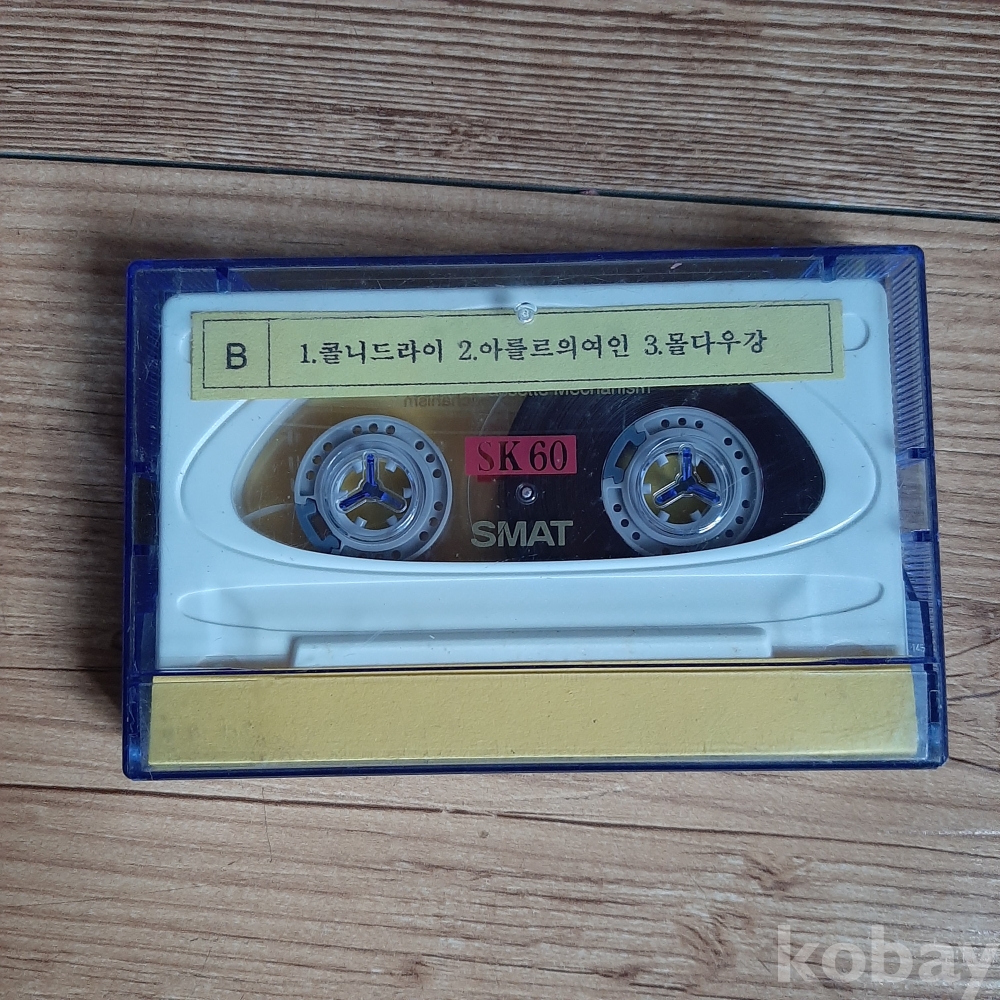 B 1.콜니드라이 2.아를르의여인 3.몰다우강
Mechanism
SK 60
SMAT
kobay